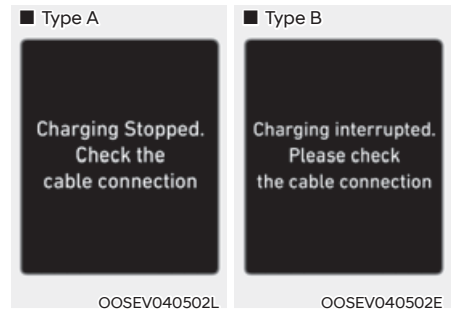 ■ Type A
Charging Stopped.
Check the
cable connection
OOSEV040502L
■ Type B
Charging interrupted.
Please check
the cable connection
OOSEV040502E